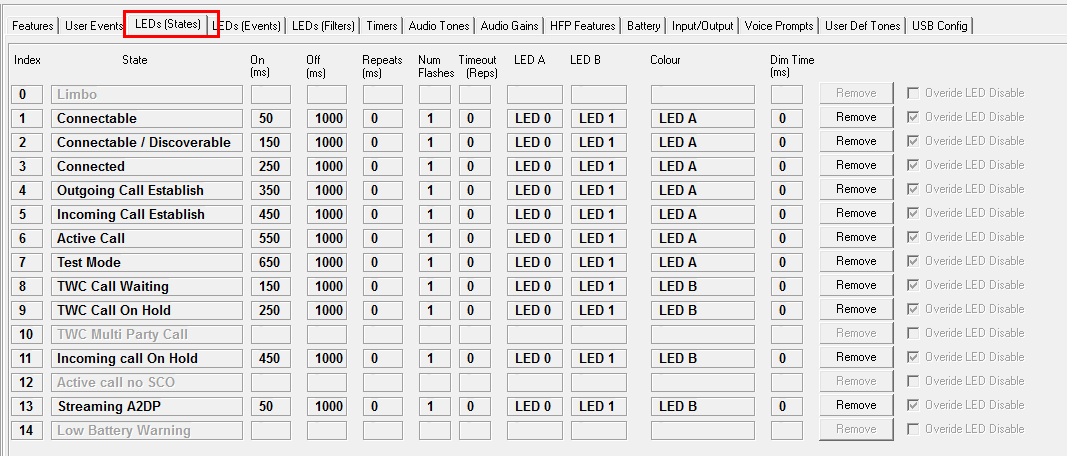 Features User Events LEDs (States) LEDs (Events) LEDs (Filters) Timers Audio Tones Audio Gains HFP Features Battery Input/Output Voice Prompts User Def Tones USB Config
Index State On (ms) Off (ms) Repeats (ms) Num Flashes Timeout (Reps) LED A LED B Colour Dim Time (ms)
0 Limbo Remove Overide LED Disable
1 Connectable 50 1000 0 1 0 LED 0 LED 1 LED A 0 Remove Overide LED Disable
2 Connectable / Discoverable 150 1000 0 1 0 LED 0 LED 1 LED A 0 Remove Overide LED Disable
3 Connected 250 1000 0 1 0 LED 0 LED 1 LED A 0 Remove Overide LED Disable
4 Outgoing Call Establish 350 1000 0 1 0 LED 0 LED 1 LED A 0 Remove Overide LED Disable
5 Incoming Call Establish 450 1000 0 1 0 LED 0 LED 1 LED A 0 Remove Overide LED Disable
6 Active Call 550 1000 0 1 0 LED 0 LED 1 LED A 0 Remove Overide LED Disable
7 Test Mode 650 1000 0 1 0 LED 0 LED 1 LED A 0 Remove Overide LED Disable
8 TWC Call Waiting 150 1000 0 1 0 LED 0 LED 1 LED B 0 Remove Overide LED Disable
9 TWC Call On Hold 250 1000 0 1 0 LED 0 LED 1 LED B 0 Remove Overide LED Disable
10 TWC Multi Party Call Remove Overide LED Disable
11 Incoming call On Hold 450 1000 0 1 0 LED 0 LED 1 LED B 0 Remove Overide LED Disable
12 Active call no SCO Remove Overide LED Disable
13 Streaming A2DP 50 1000 0 1 0 LED 0 LED 1 LED B 0 Remove Overide LED Disable
14 Low Battery Warning Remove Overide LED Disable